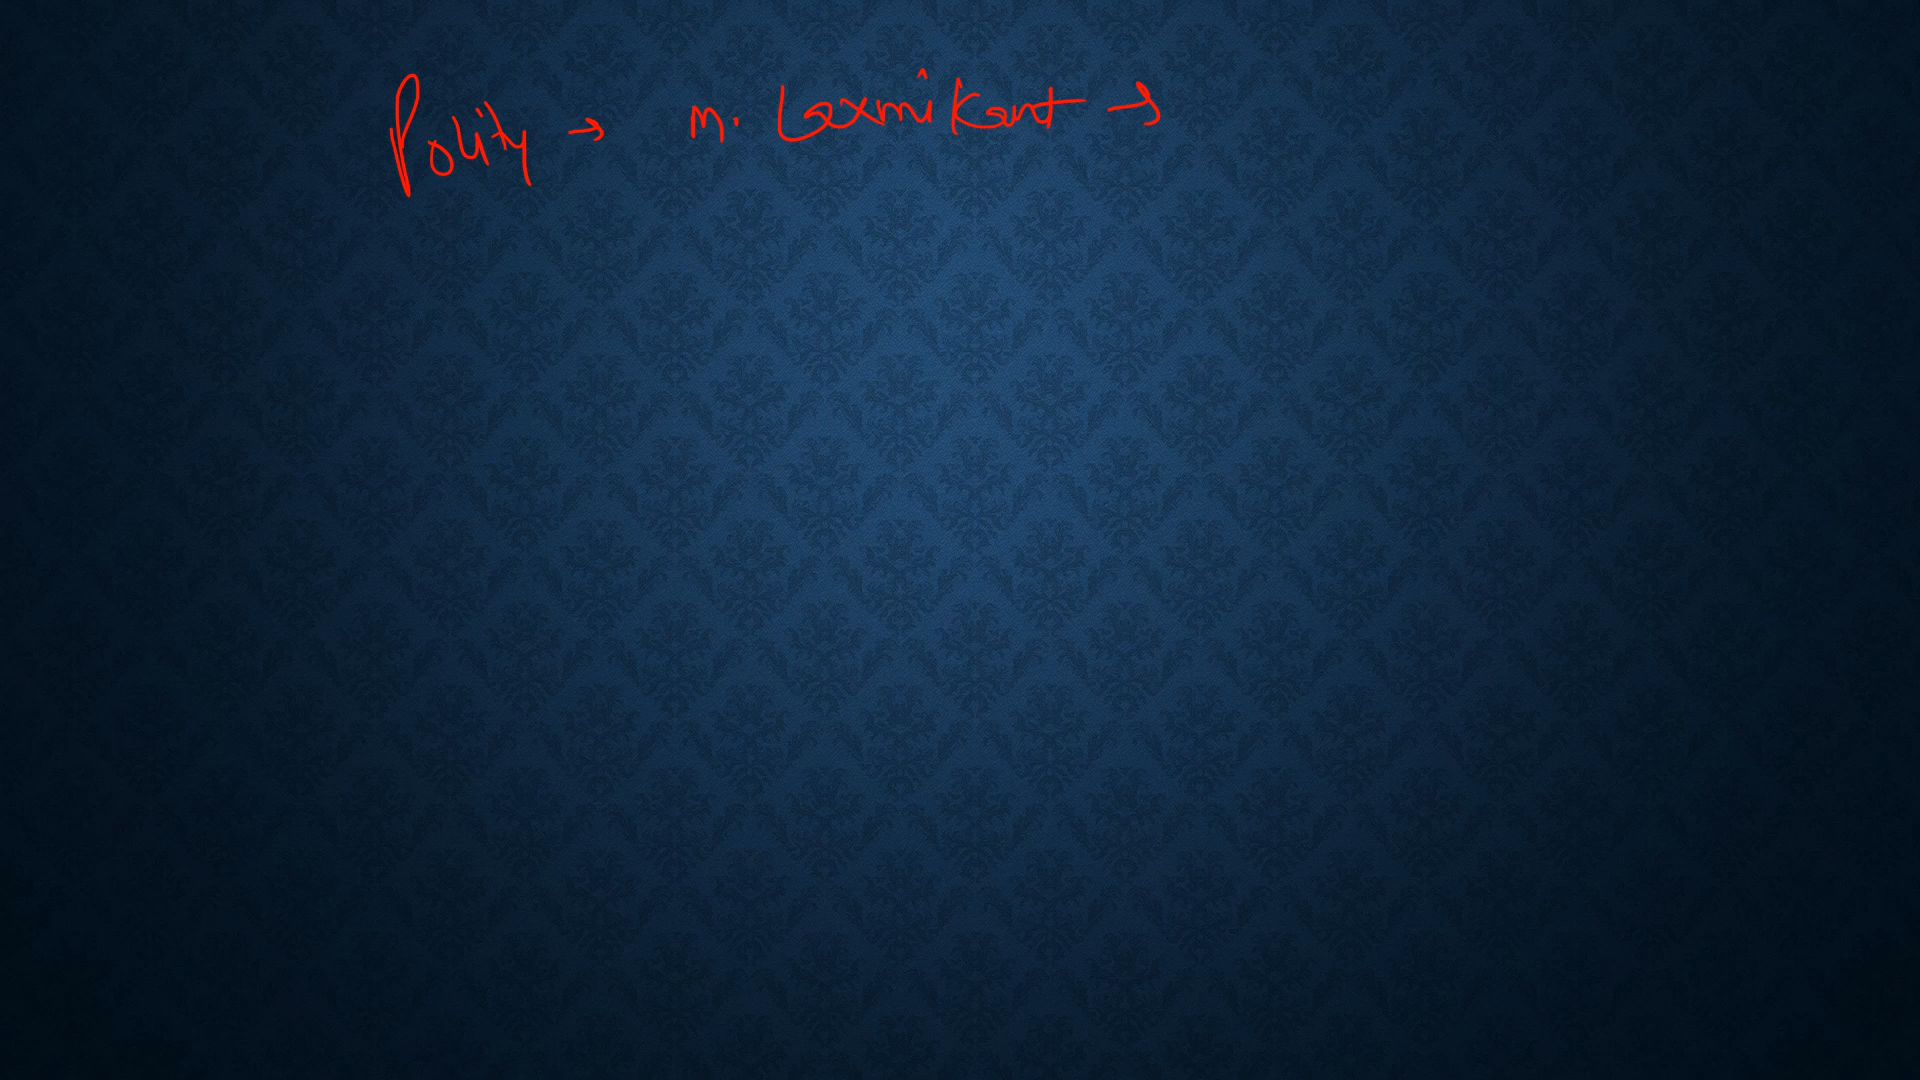 Polity → M. Laxmikant →